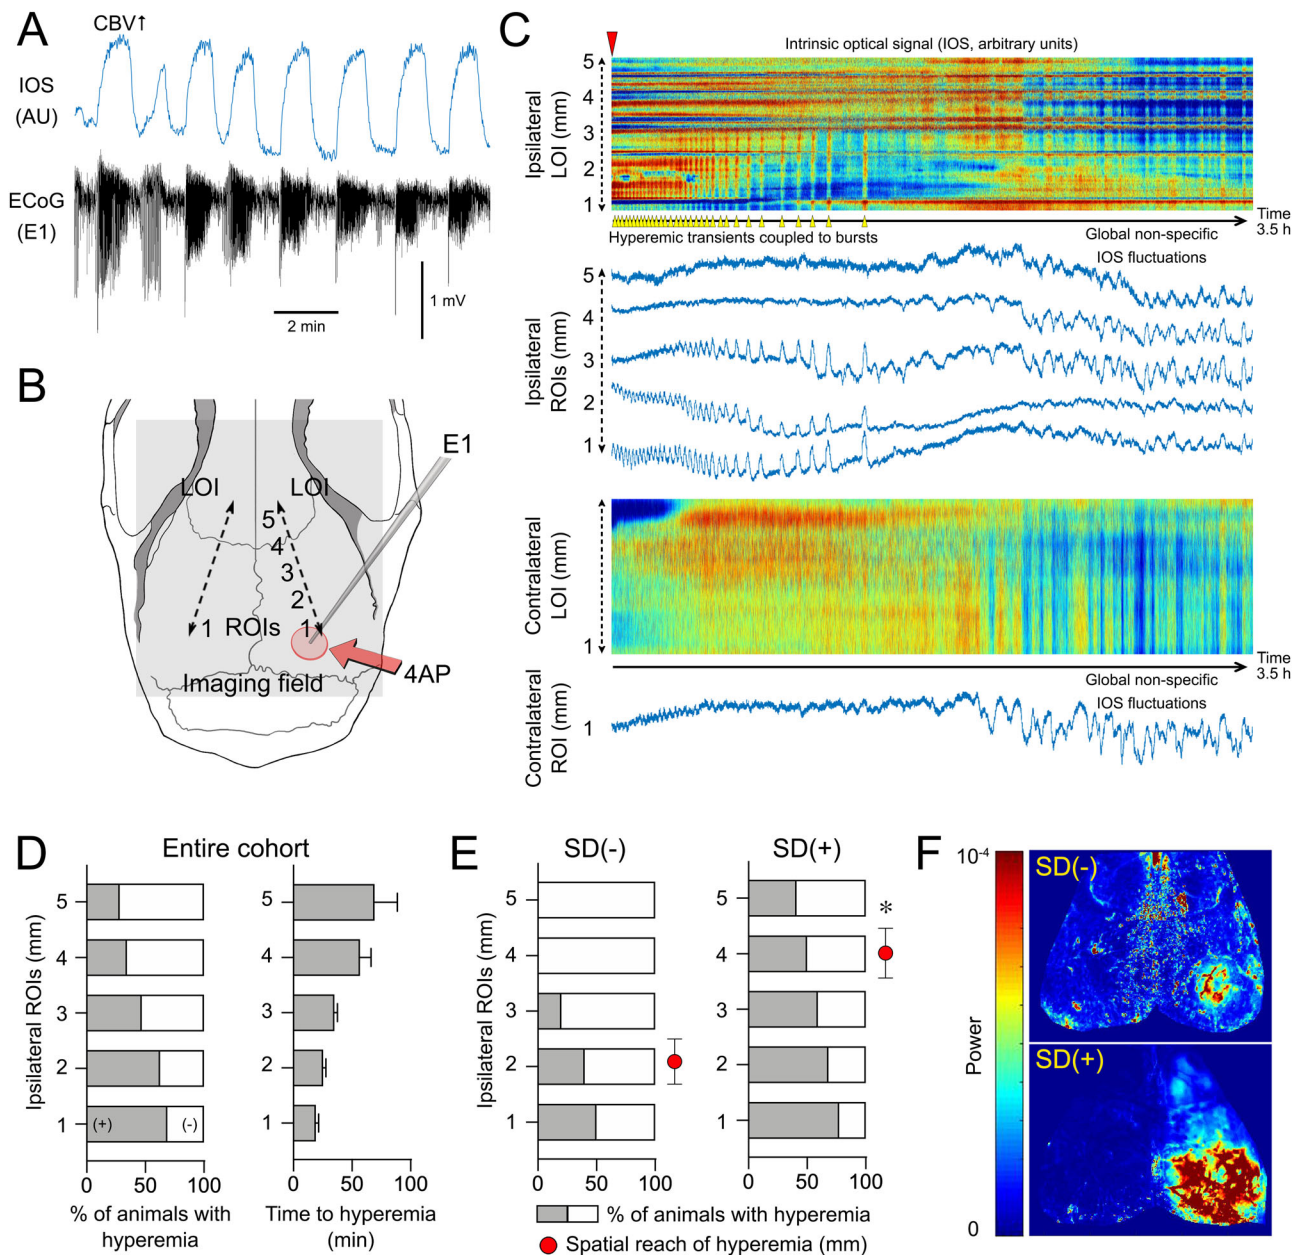 A
CBV↑
IOS
(AU)
ECoG
(E1)
1 mV
2 min
B
E1
LOI
LOI
5
4
3
2
1
1
ROIs
4AP
Imaging field
C
Intrinsic optical signal (IOS, arbitrary units)
Ipsilateral
LOI (mm)
5
4
3
2
1
Time
3.5 h
Hyperemic transients coupled to bursts
Global non-specific
IOS fluctuations
Ipsilateral
ROIs (mm)
5
4
3
2
1
Contralateral
LOI (mm)
1
Time
3.5 h
Global non-specific
IOS fluctuations
Contralateral
ROI (mm)
1
D
Entire cohort
Ipsilateral ROIs (mm)
5
4
3
2
1
(+)
(-)
0
50
100
% of animals with
hyperemia
5
4
3
2
1
0
50
100
Time to hyperemia
(min)
E
SD(-)
SD(+)
Ipsilateral ROIs (mm)
5
4
3
2
1
0
50
100
5
4
3
2
1
*
0
50
100
% of animals with hyperemia
Spatial reach of hyperemia (mm)
F
10-4
Power
0
SD(-)
SD(+)